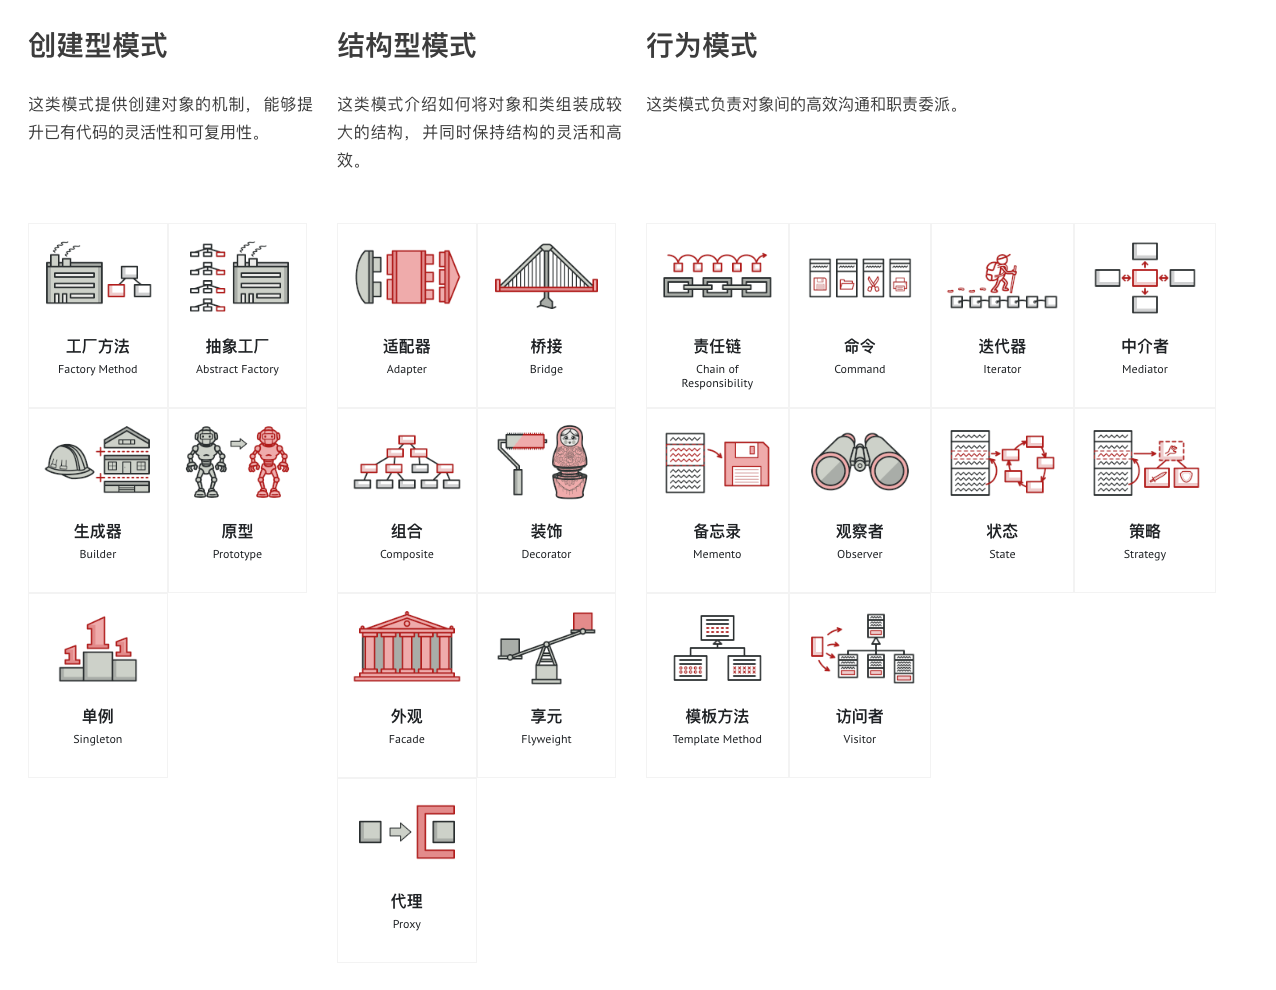 创建型模式
这类模式提供创建对象的机制， 能够提
升已有代码的灵活性和可复用性。
工厂方法
Factory Method
抽象工厂
Abstract Factory
生成器
Builder
原型
Prototype
单例
Singleton
结构型模式
这类模式介绍如何将对象和类组装成较
大的结构， 并同时保持结构的灵活和高
效。
适配器
Adapter
桥接
Bridge
组合
Composite
装饰
Decorator
外观
Facade
享元
Flyweight
代理
Proxy
行为模式
这类模式负责对象间的高效沟通和职责委派。
责任链
Chain of
Responsibility
命令
Command
迭代器
Iterator
中介者
Mediator
备忘录
Memento
观察者
Observer
状态
State
策略
Strategy
模板方法
Template Method
访问者
Visitor